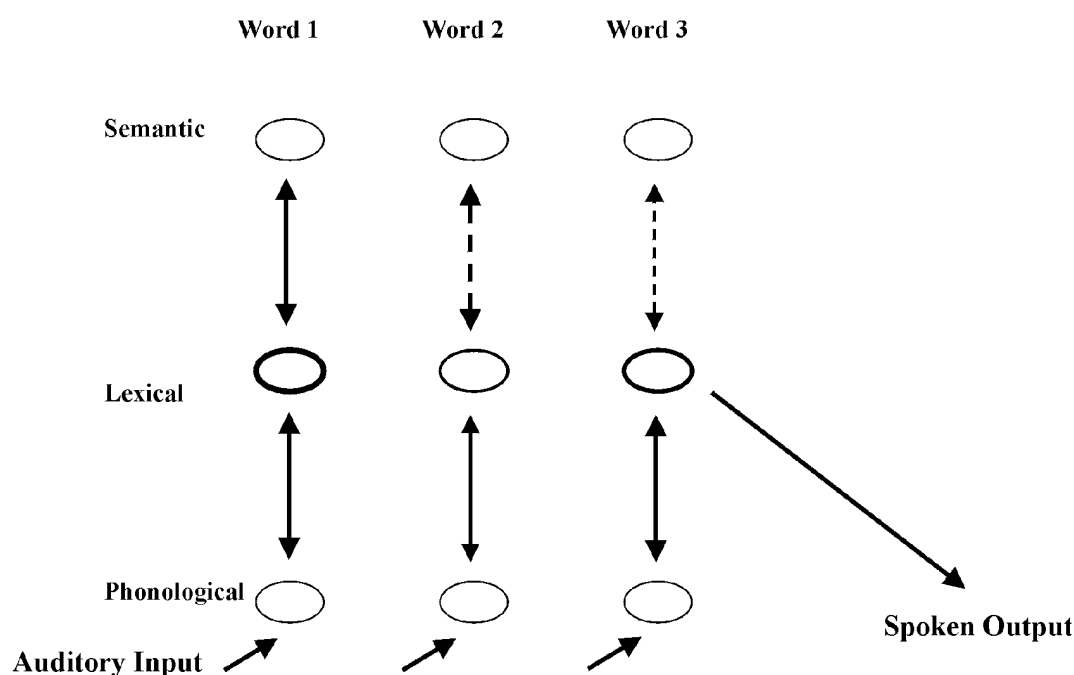 Word 1 Word 2 Word 3
Semantic
Lexical
Phonological
Spoken Output
Auditory Input